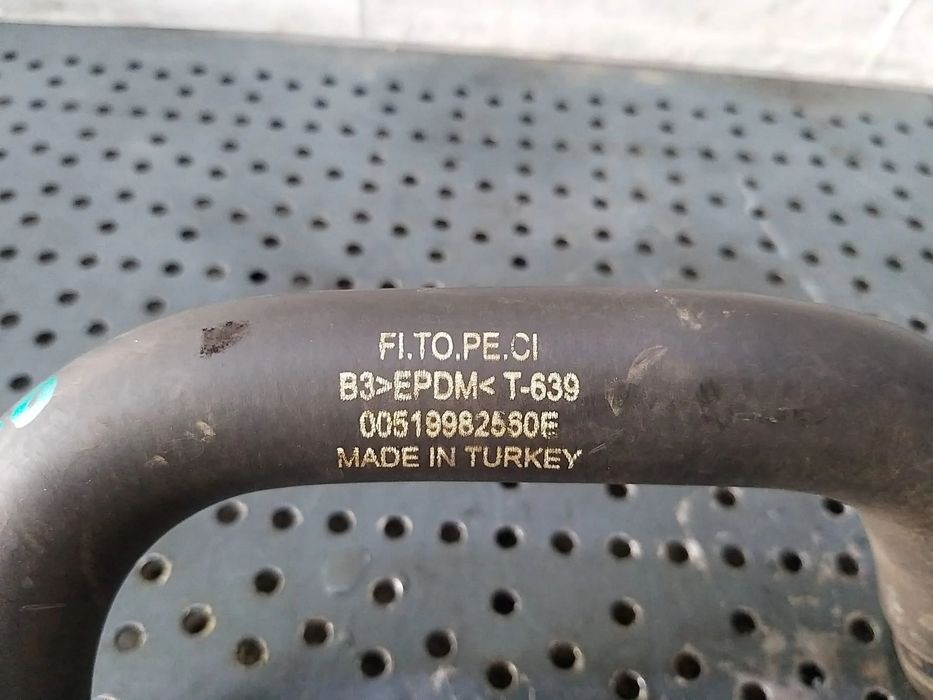 FI.TO.PE.CI
B3>EPDM< T-639
00519982560E
MADE IN TURKEY